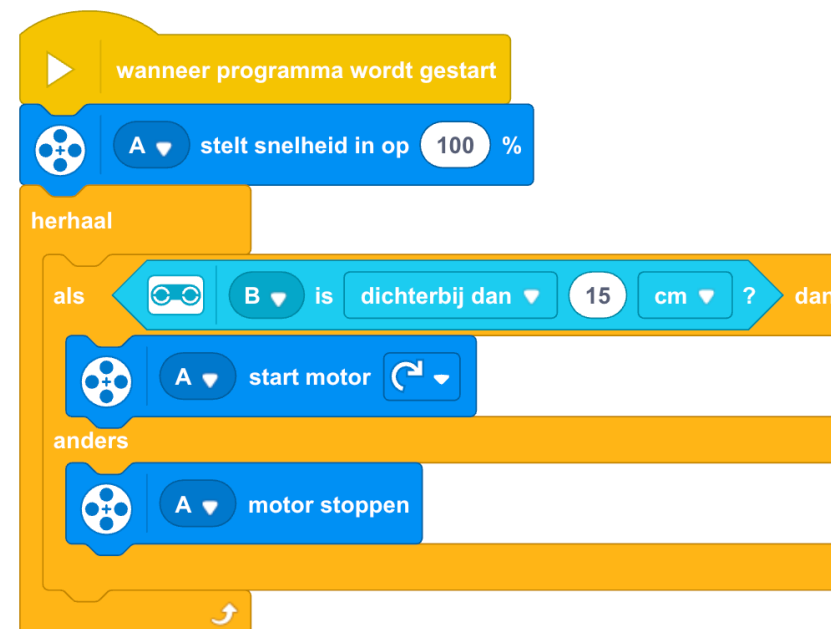 wanneer programma wordt gestart
A stelt snelheid in op 100 %
herhaal
als B is dichterbij dan 15 cm ? dan
A start motor
anders
A motor stoppen